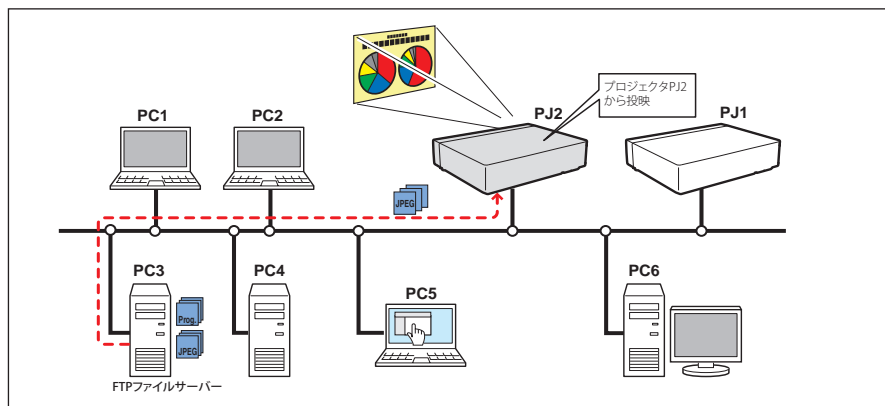 プロジェクタPJ2
から投映
PJ2
PJ1
PC1
PC2
JPEG
PC3
PC4
PC5
PC6
Prog.
JPEG
FTPファイルサーバー